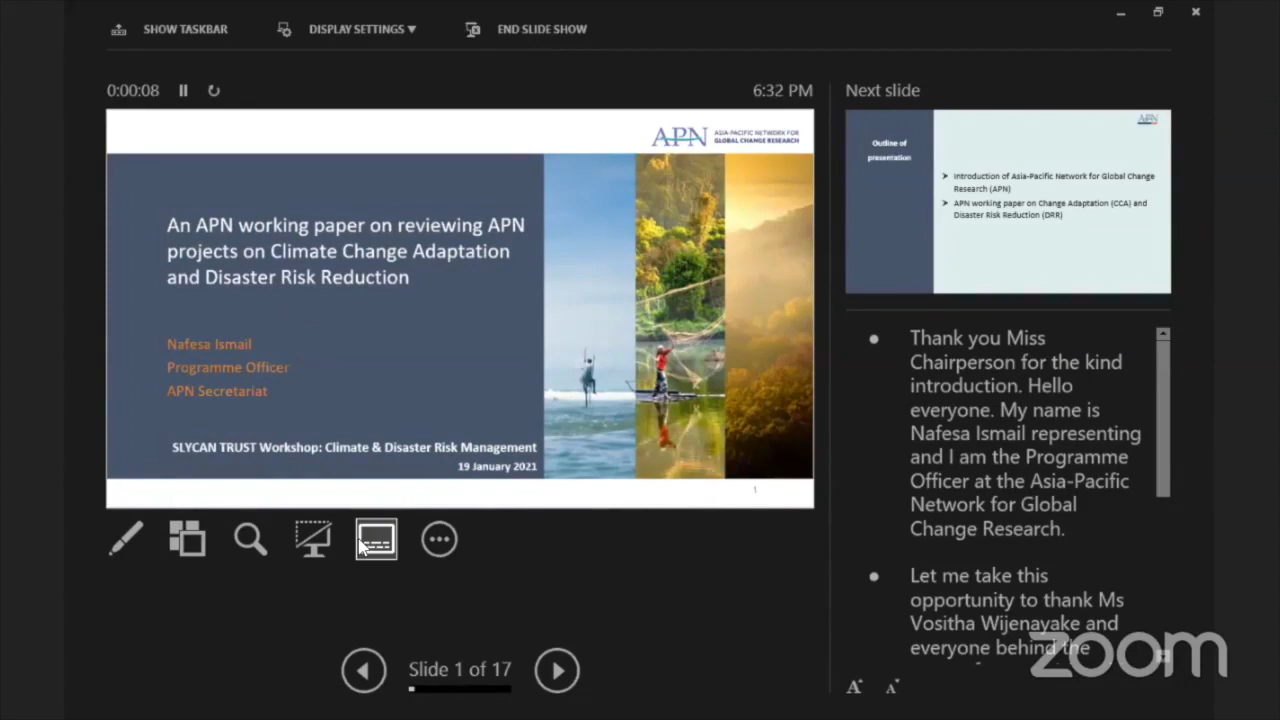 SHOW TASKBAR
DISPLAY SETTINGS ▼
END SLIDE SHOW
0:00:08
6:32 PM
APN ASIA-PACIFIC NETWORK FOR
GLOBAL CHANGE RESEARCH
An APN working paper on reviewing APN
projects on Climate Change Adaptation
and Disaster Risk Reduction
Nafesa Ismail
Programme Officer
APN Secretariat
SLYCAN TRUST Workshop: Climate & Disaster Risk Management
19 January 2021
1
Slide 1 of 17
Next slide
APN
Outline of
presentation
➤ Introduction of Asia-Pacific Network for Global Change
Research (APN)
➤ APN working paper on Change Adaptation (CCA) and
Disaster Risk Reduction (DRR)
• Thank you Miss
Chairperson for the kind
introduction. Hello
everyone. My name is
Nafesa Ismail representing
and I am the Programme
Officer at the Asia-Pacific
Network for Global
Change Research.
• Let me take this
opportunity to thank Ms
Vositha Wijenayake and
everyone behind the
A A
zoom